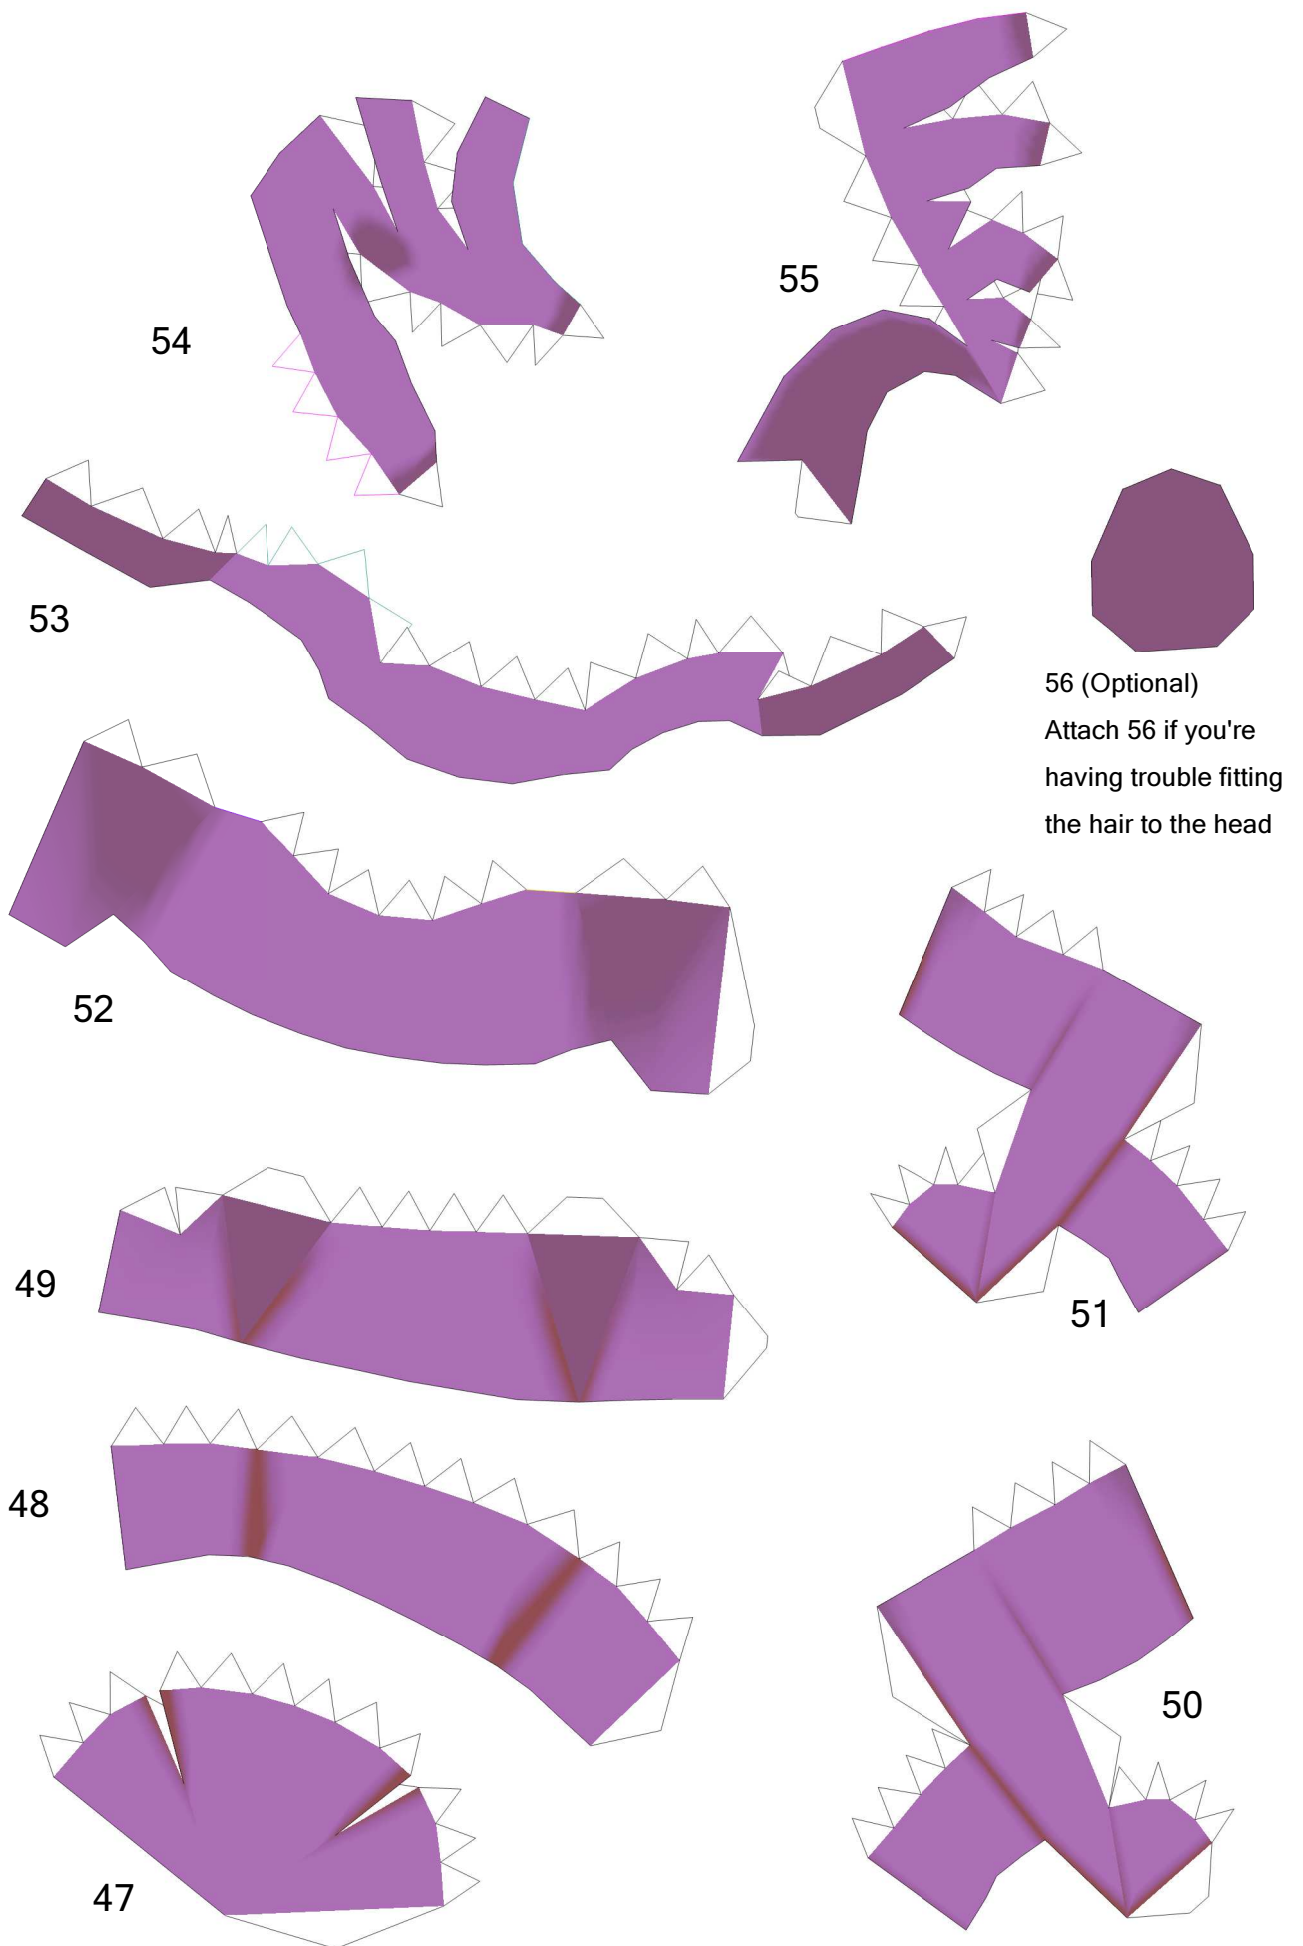 55
54
53
56 (Optional)
Attach 56 if you're
having trouble fitting
the hair to the head
52
49
51
48
50
47